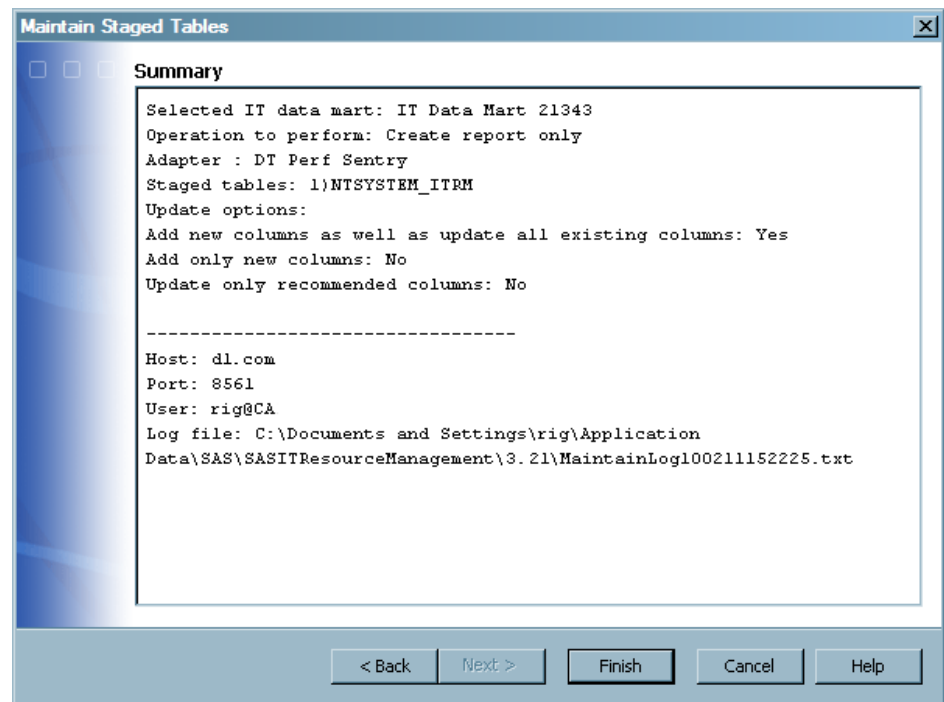 Maintain Staged Tables
Summary
Selected IT data mart: IT Data Mart 21343
Operation to perform: Create report only
Adapter : DT Perf Sentry
Staged tables: 1)NTSYSTEM_ITRM
Update options:
Add new columns as well as update all existing columns: Yes
Add only new columns: No
Update only recommended columns: No
----------------------------------
Host: dl.com
Port: 8561
User: rig@CA
Log file: C:\Documents and Settings\rig\Application
Data\SAS\SASITResourceManagement\3.21\MaintainLog100211152225.txt
< Back Next > Finish Cancel Help